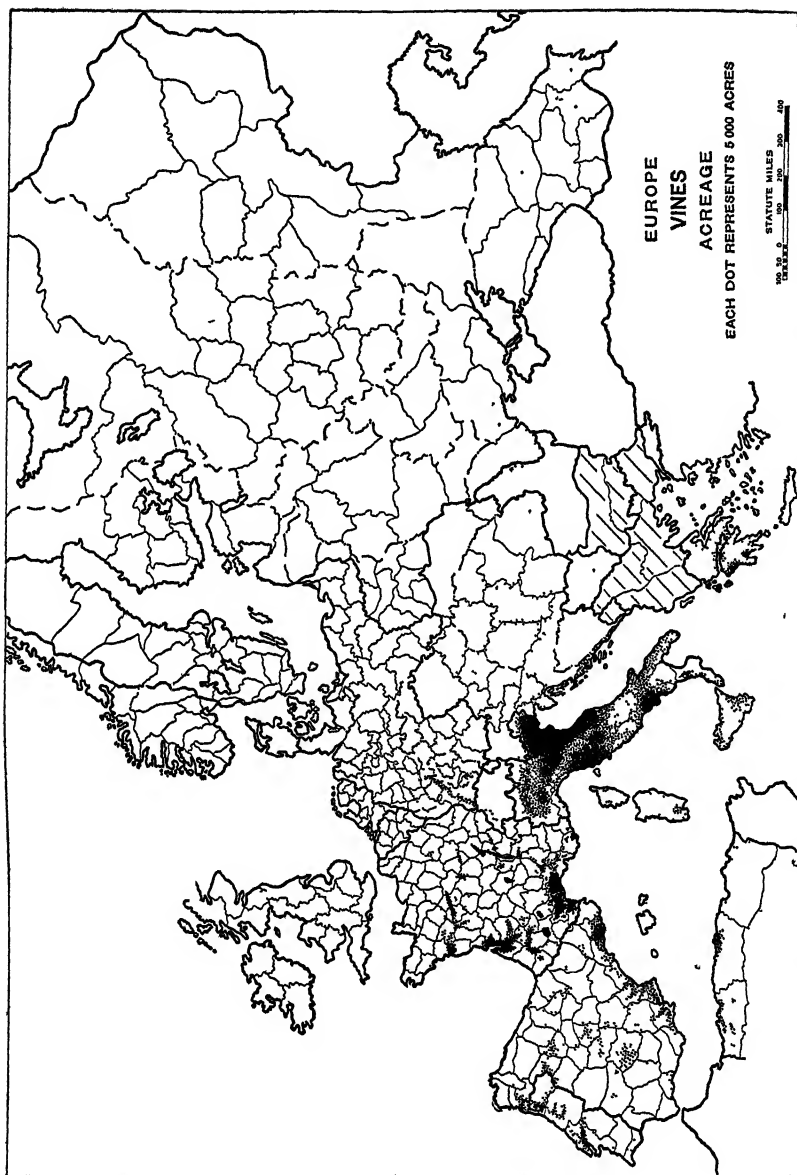 EUROPE
VINES
ACREAGE
EACH DOT REPRESENTS 5 000 ACRES
STATUTE MILES
100 50 0 100 200 300 400